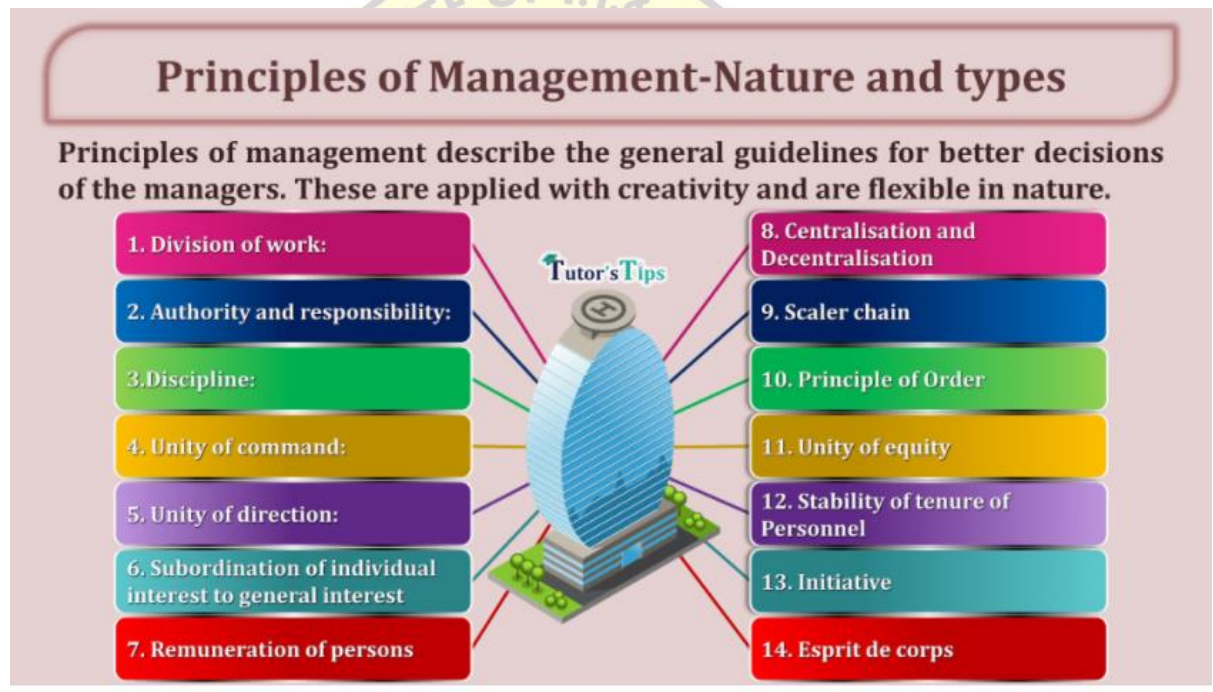 Principles of Management-Nature and types
Principles of management describe the general guidelines for better decisions
of the managers. These are applied with creativity and are flexible in nature.
1. Division of work:
2. Authority and responsibility:
3.Discipline:
4. Unity of command:
5. Unity of direction:
6. Subordination of individual
interest to general interest
7. Remuneration of persons
Tutor'sTips
H
8. Centralisation and
Decentralisation
9. Scaler chain
10. Principle of Order
11. Unity of equity
12. Stability of tenure of
Personnel
13. Initiative
14. Esprit de corps